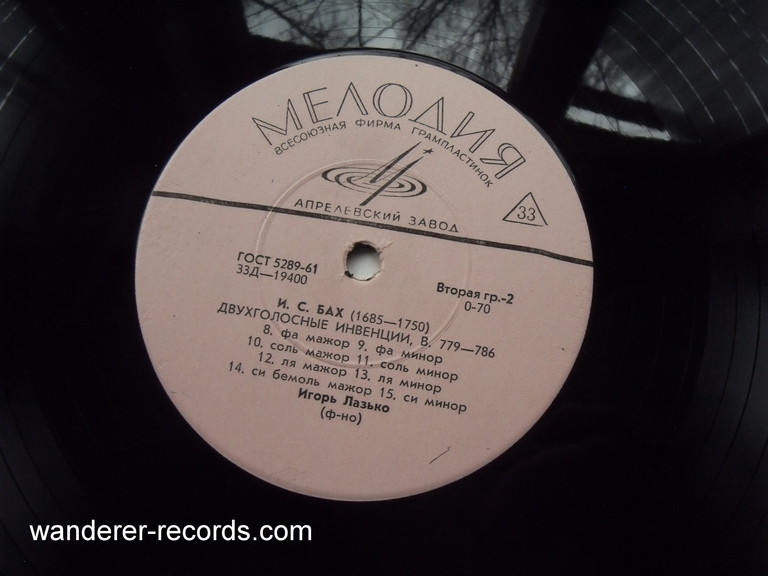 МЕЛОДИЯ
ВСЕСОЮЗНАЯ ФИРМА ГРАМПЛАСТИНОК
АПРЕЛЕВСКИЙ ЗАВОД
33
ГОСТ 5289-61
33Д—19400
Вторая гр.-2
0-70
И. С. БАХ (1685—1750)
ДВУХГОЛОСНЫЕ ИНВЕНЦИИ, В. 779—786
8. фа мажор 9. фа минор
10. соль мажор 11. соль минор
12. ля мажор 13. ля минор
14. си бемоль мажор 15. си минор
Игорь Лазько
(ф-но)
wanderer-records.com